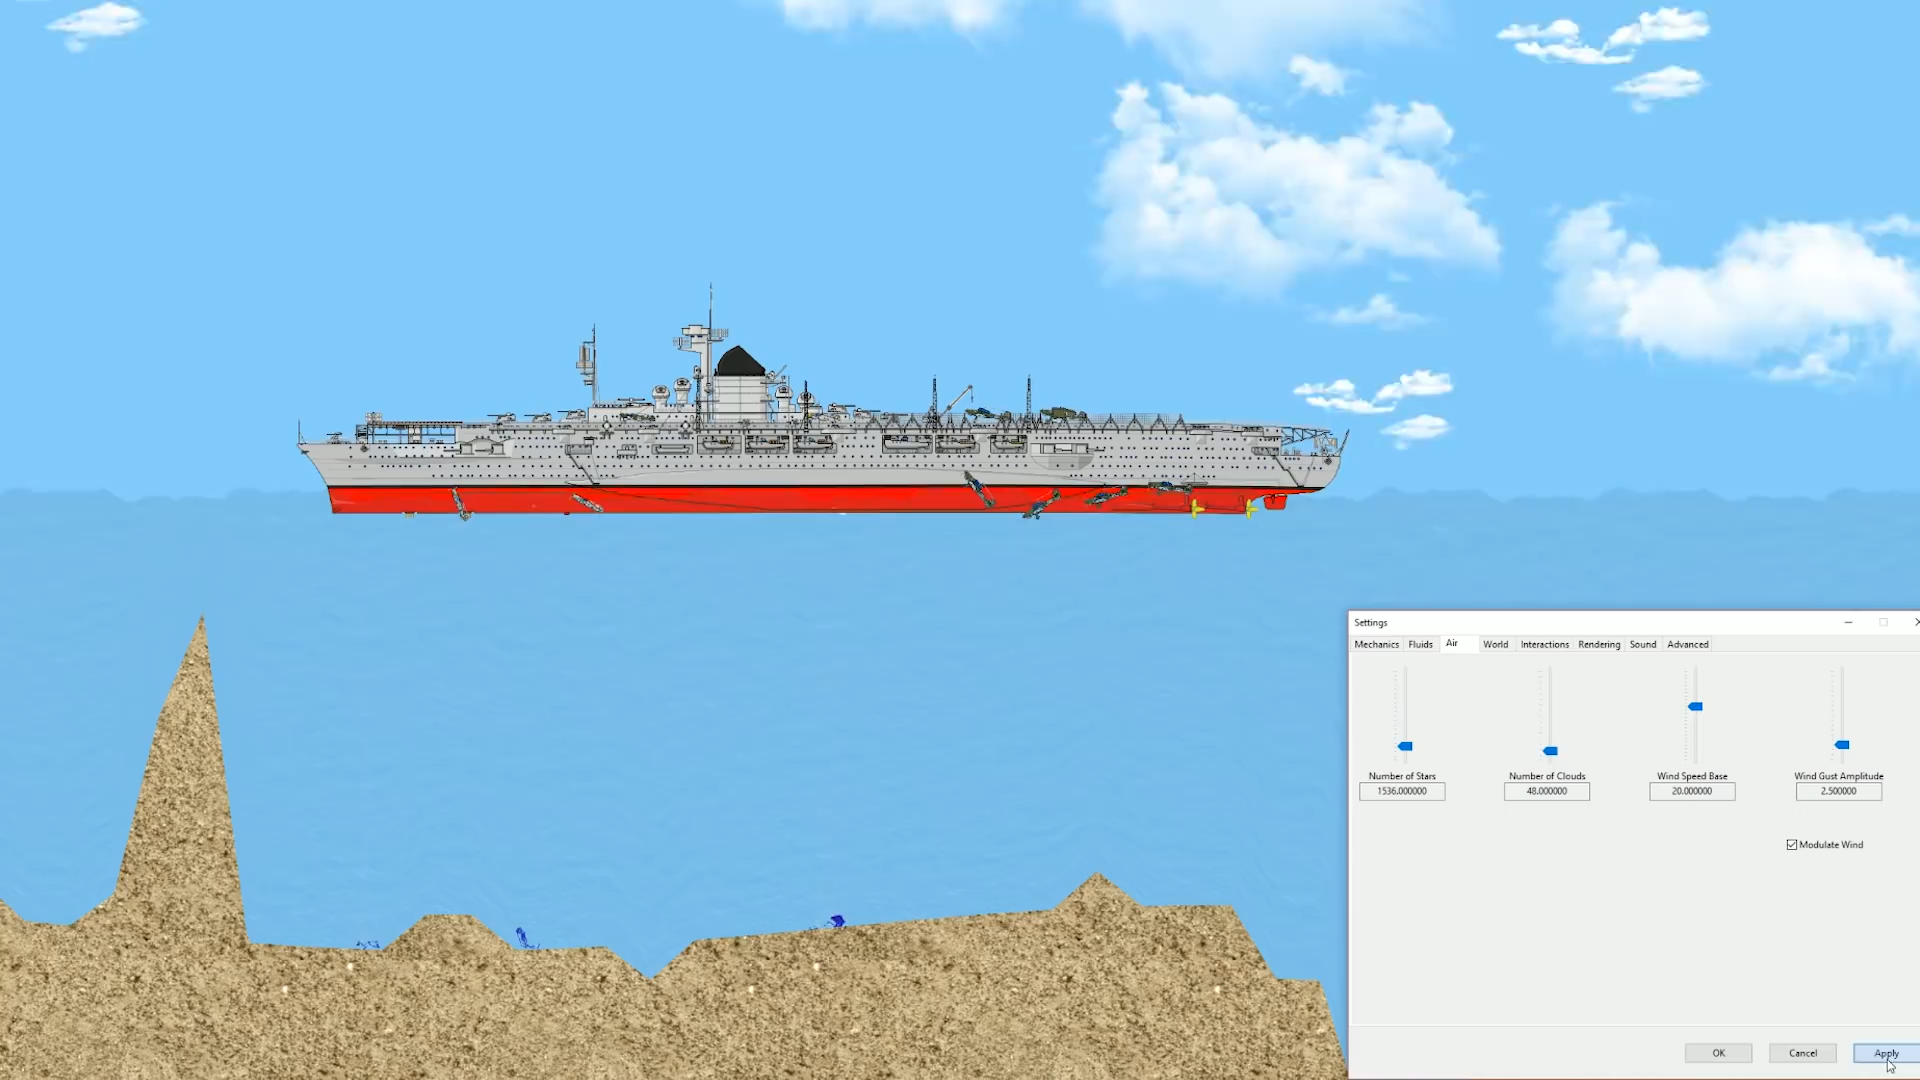 Settings
Mechanics Fluids Air World Interactions Rendering Sound Advanced
Number of Stars Number of Clouds Wind Speed Base Wind Gust Amplitude
1536.000000 48.000000 20.000000 2.500000
Modulate Wind
OK Cancel Apply